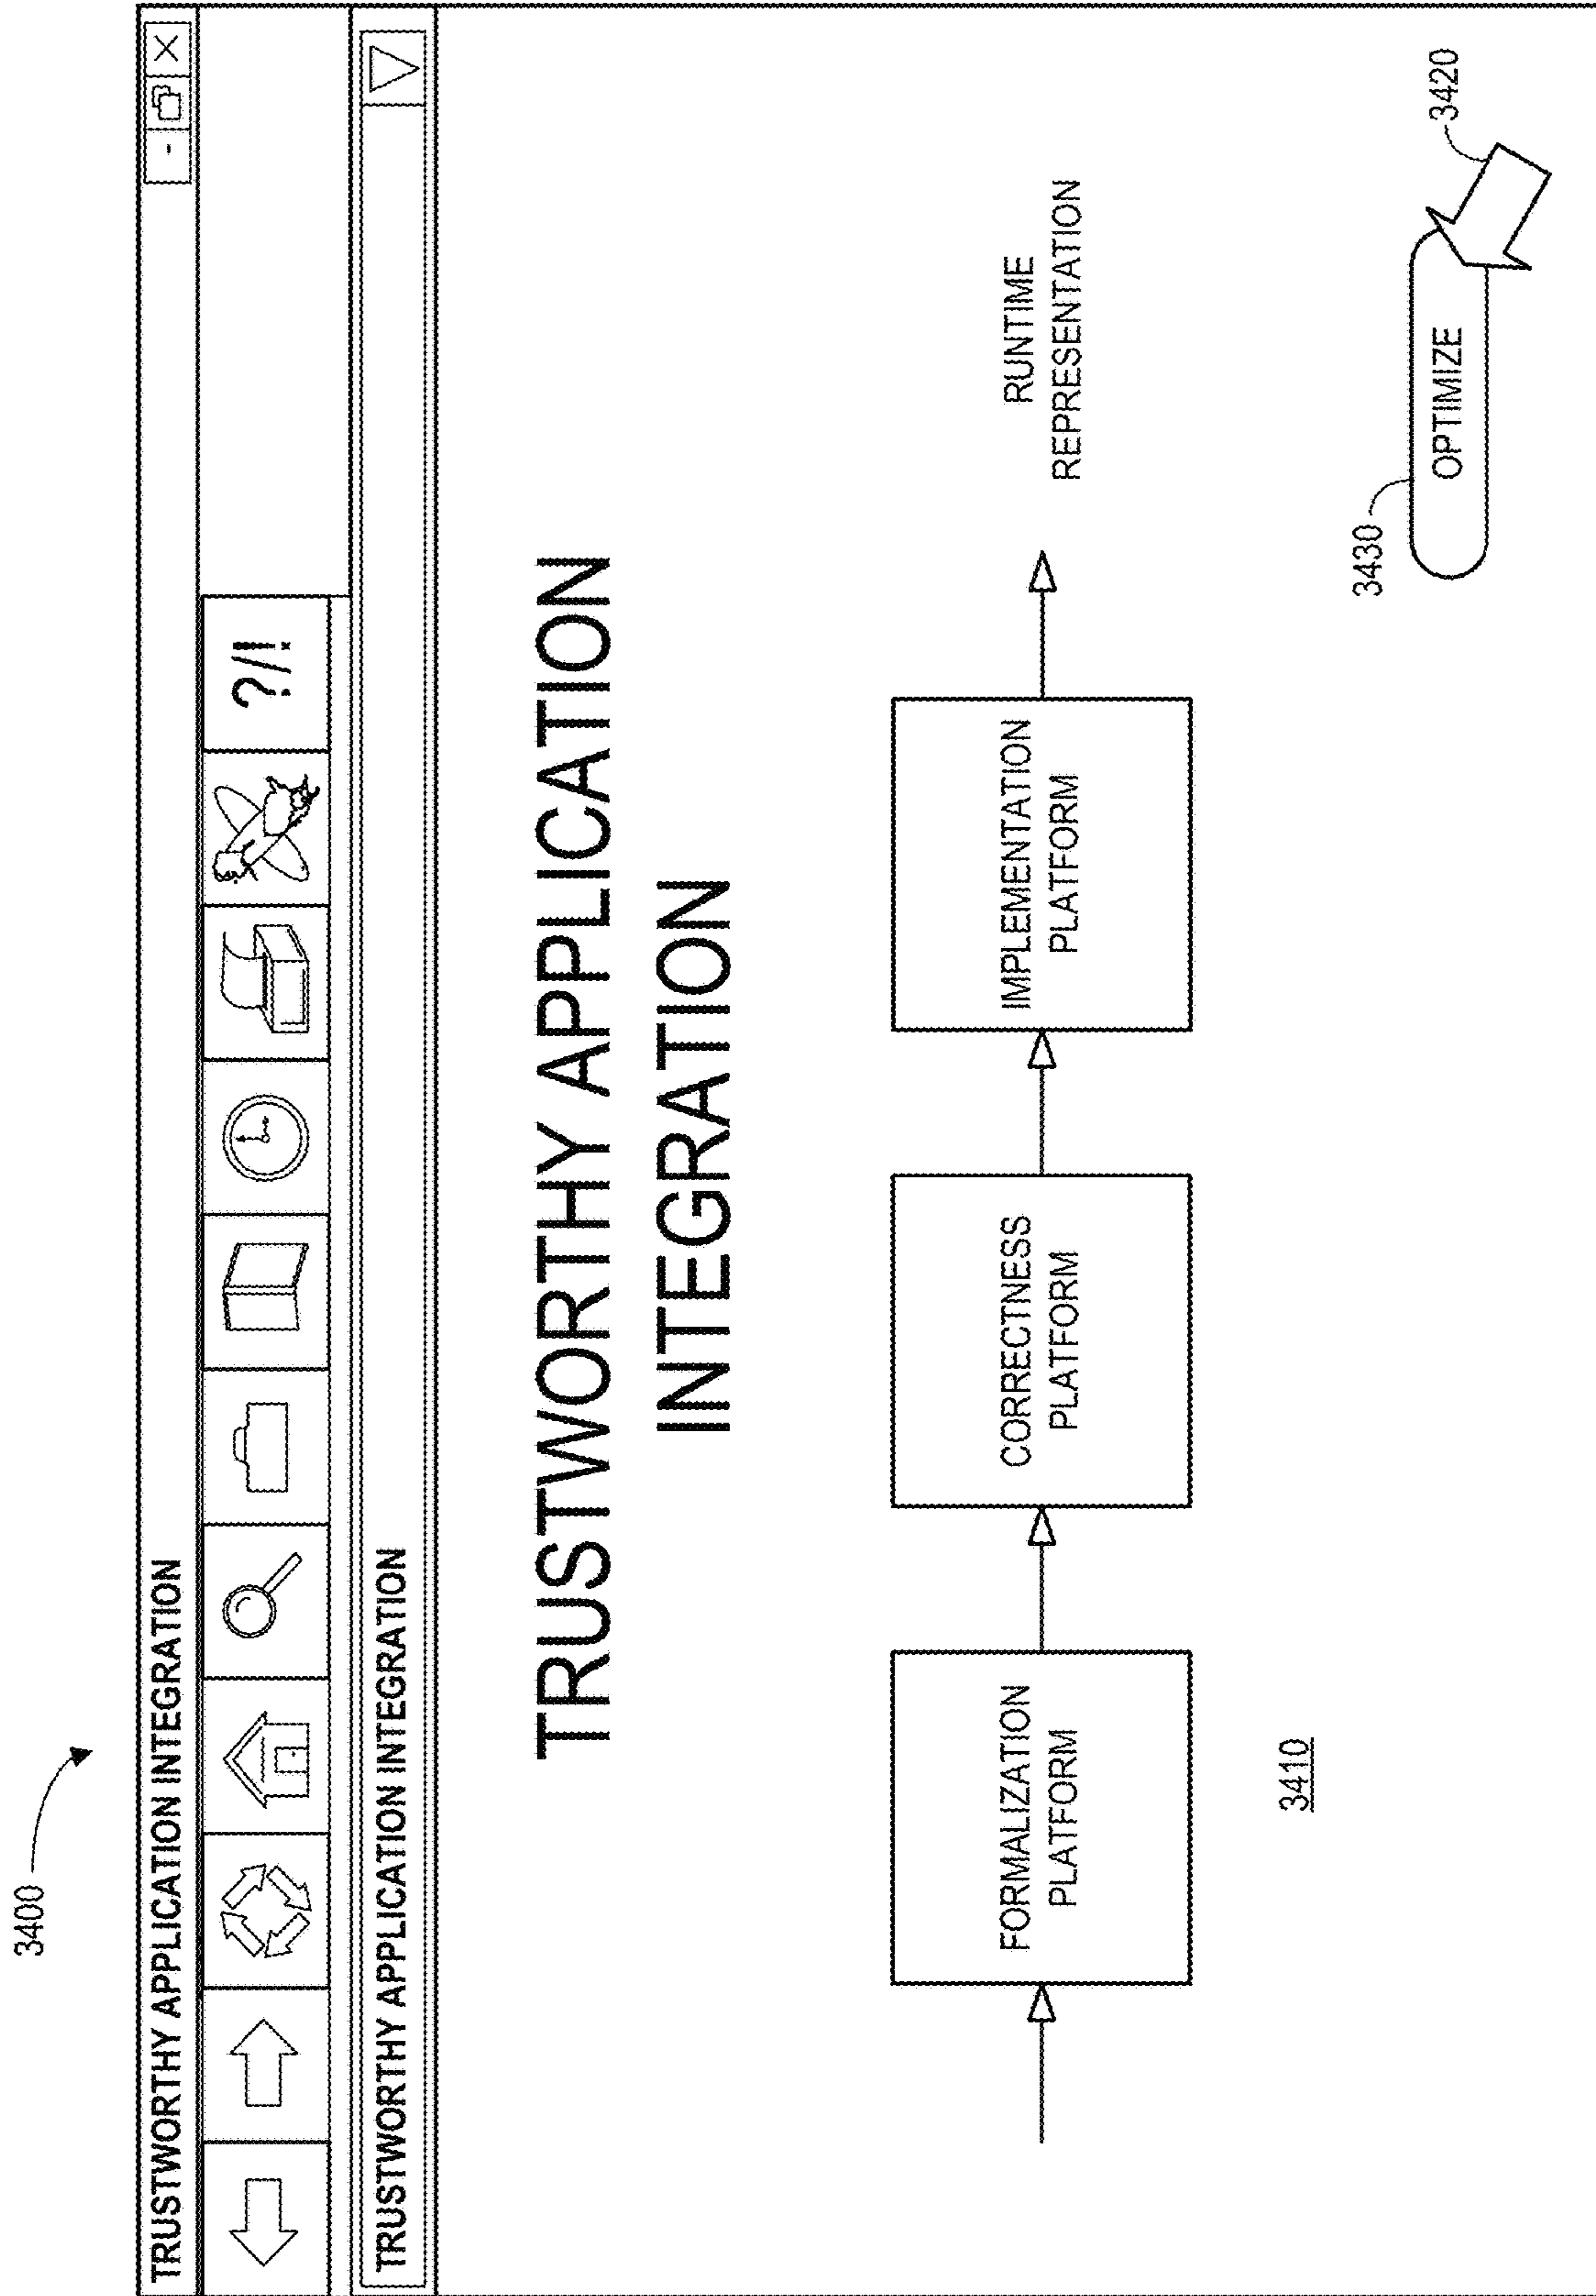 3400
TRUSTWORTHY APPLICATION INTEGRATION
- X
?/!
TRUSTWORTHY APPLICATION INTEGRATION
TRUSTWORTHY APPLICATION
INTEGRATION
FORMALIZATION
PLATFORM
CORRECTNESS
PLATFORM
IMPLEMENTATION
PLATFORM
RUNTIME
REPRESENTATION
3410
3430
OPTIMIZE
3420